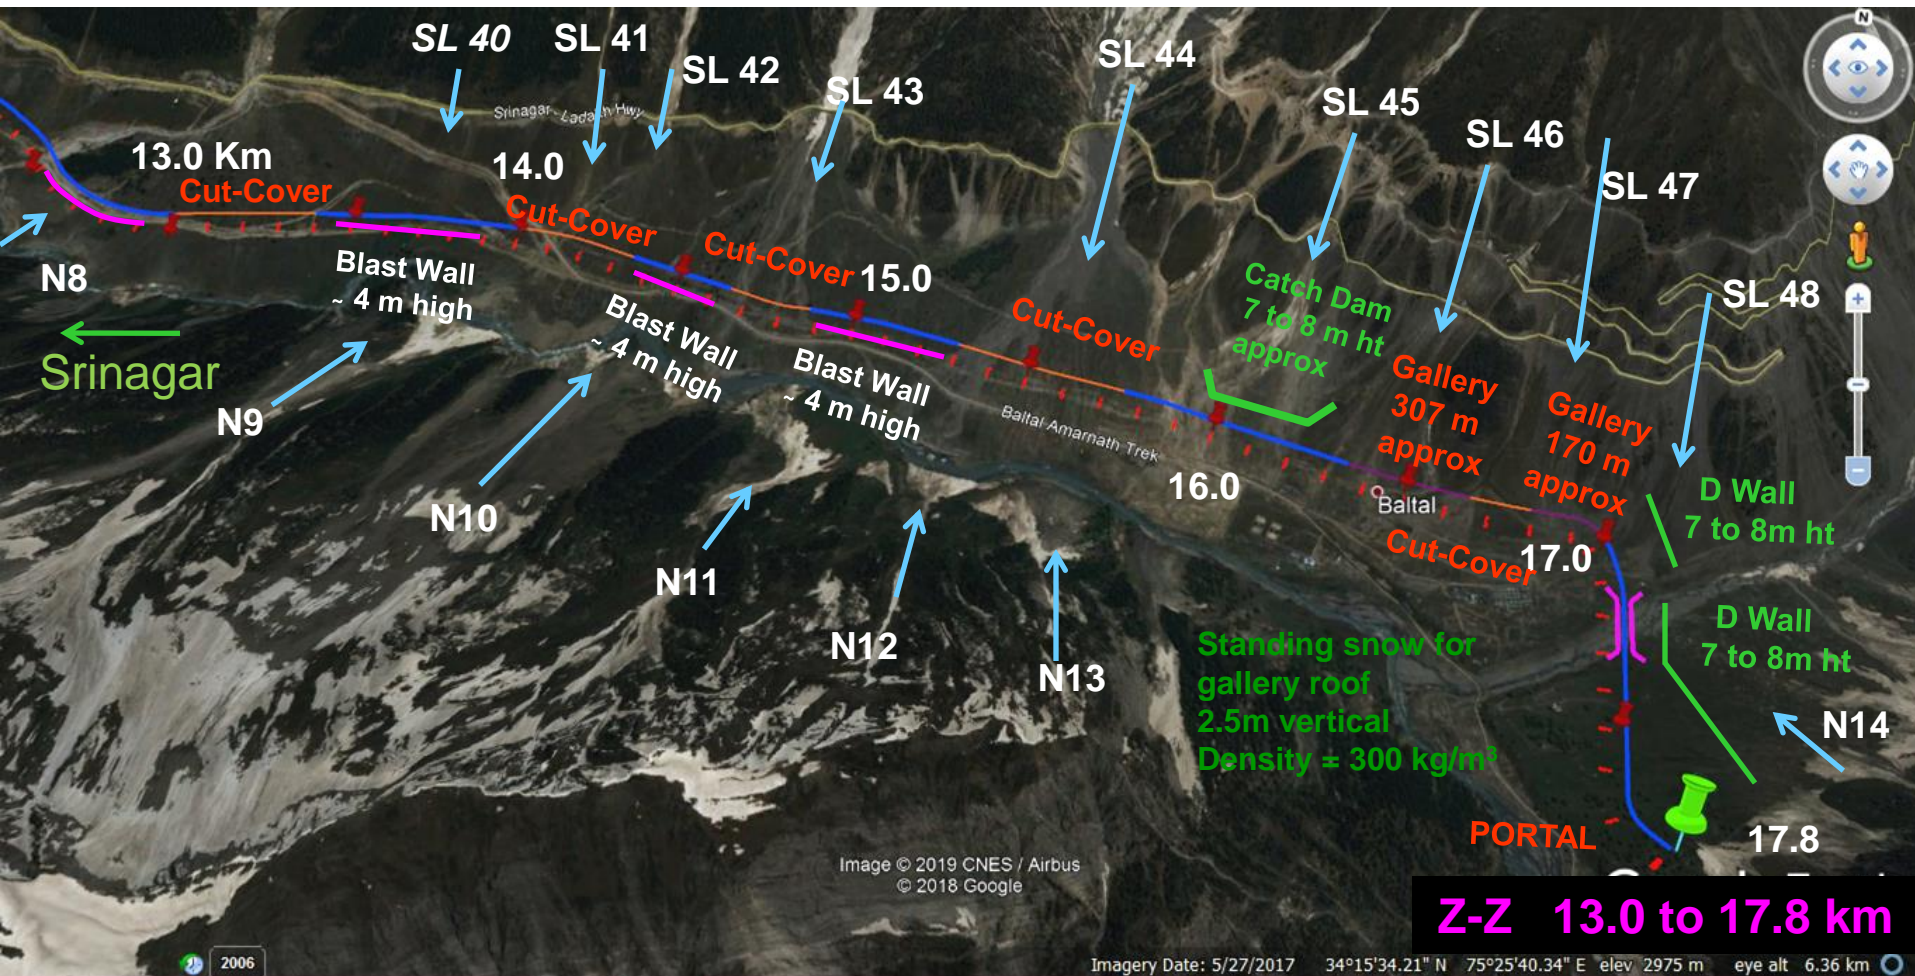 SL 40
SL 41
SL 42
SL 43
SL 44
SL 45
SL 46
SL 47
SL 48
N
Srinagar - Ladakh Hwy
13.0 Km
14.0
15.0
16.0
17.0
17.8
Cut-Cover
Cut-Cover
Cut-Cover
Cut-Cover
Cut-Cover
Blast Wall
~ 4 m high
Blast Wall
~ 4 m high
Blast Wall
~ 4 m high
Catch Dam
7 to 8 m ht
approx
Gallery
307 m
approx
Gallery
170 m
approx
D Wall
7 to 8m ht
D Wall
7 to 8m ht
N8
Srinagar
N9
N10
N11
N12
N13
N14
Baltal Amarnath Trek
Baltal
Standing snow for
gallery roof
2.5m vertical
Density = 300 kg/m³
PORTAL
Image © 2019 CNES / Airbus
© 2018 Google
Z-Z 13.0 to 17.8 km
2006
Imagery Date: 5/27/2017 34°15'34.21" N 75°25'40.34" E elev 2975 m eye alt 6.36 km